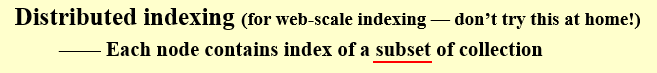 Distributed indexing (for web-scale indexing — don’t try this at home!)
—— Each node contains index of a subset of collection